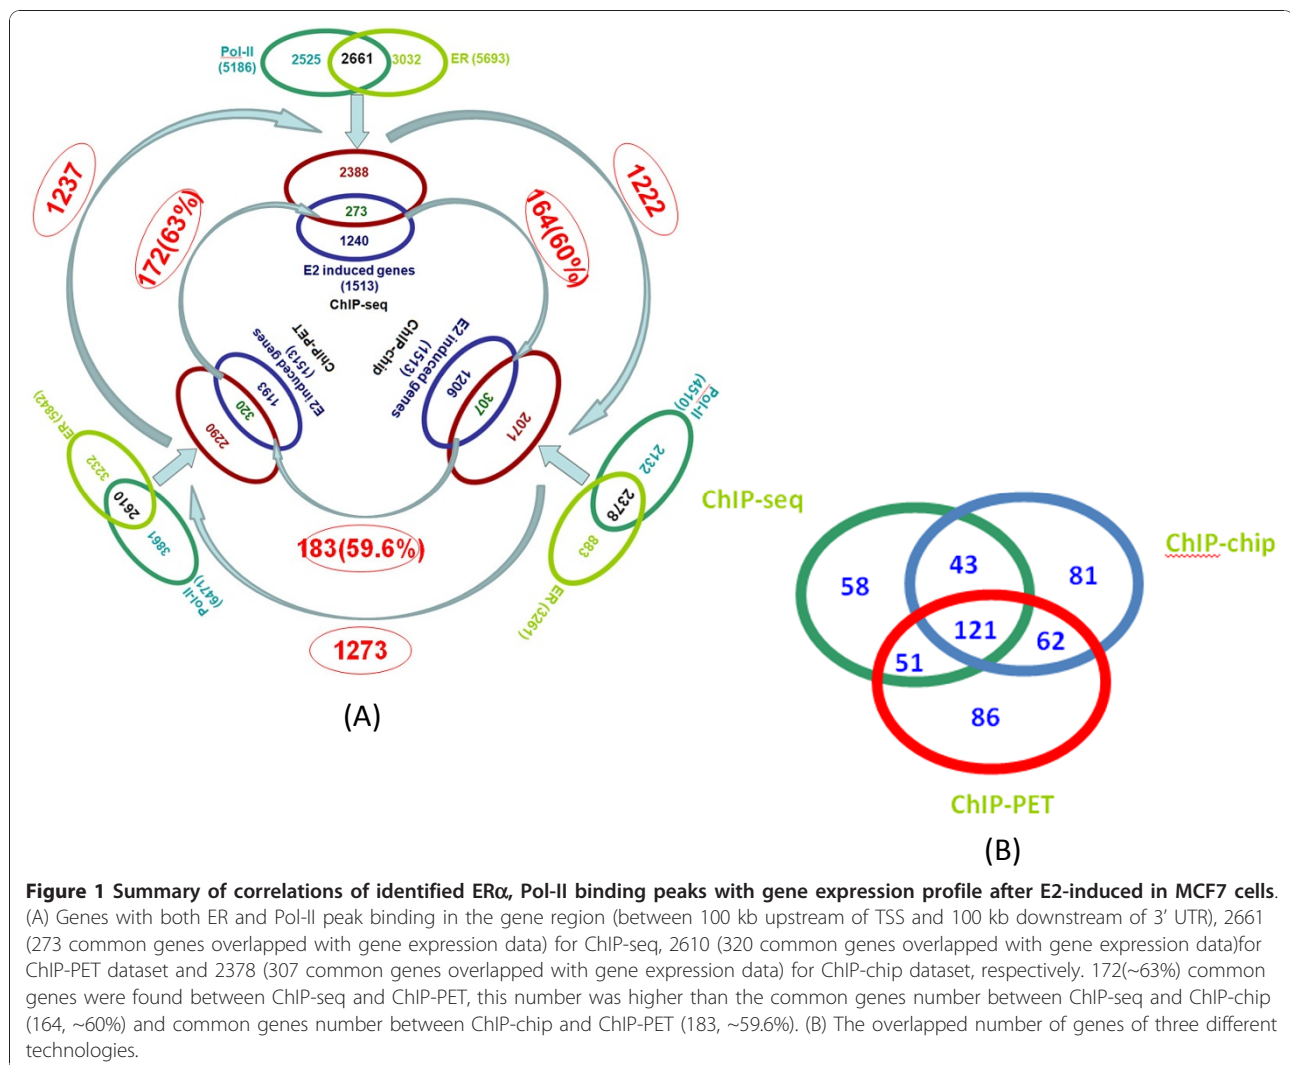 Pol-II
(5186)
2525
2661
3032
ER (5693)
1237
1222
172(63%)
164(60%)
2388
273
1240
E2 induced genes
(1513)
ChIP-seq
ChIP-PET
(1513)
E2 induced genes
1193
320
2290
ChIP-chip
(1513)
E2 induced genes
1206
307
2071
ER (5842)
3232
2610
3861
Pol-II
(6471)
Pol-II
(4510)
2132
2378
883
ER (3261)
183(59.6%)
1273
(A)
ChIP-seq
ChIP-chip
58
43
81
121
51
62
86
ChIP-PET
(B)
Figure 1 Summary of correlations of identified ERα, Pol-II binding peaks with gene expression profile after E2-induced in MCF7 cells.
(A) Genes with both ER and Pol-II peak binding in the gene region (between 100 kb upstream of TSS and 100 kb downstream of 3’ UTR), 2661
(273 common genes overlapped with gene expression data) for ChIP-seq, 2610 (320 common genes overlapped with gene expression data)for
ChIP-PET dataset and 2378 (307 common genes overlapped with gene expression data) for ChIP-chip dataset, respectively. 172(~63%) common
genes were found between ChIP-seq and ChIP-PET, this number was higher than the common genes number between ChIP-seq and ChIP-chip
(164, ~60%) and common genes number between ChIP-chip and ChIP-PET (183, ~59.6%). (B) The overlapped number of genes of three different
technologies.